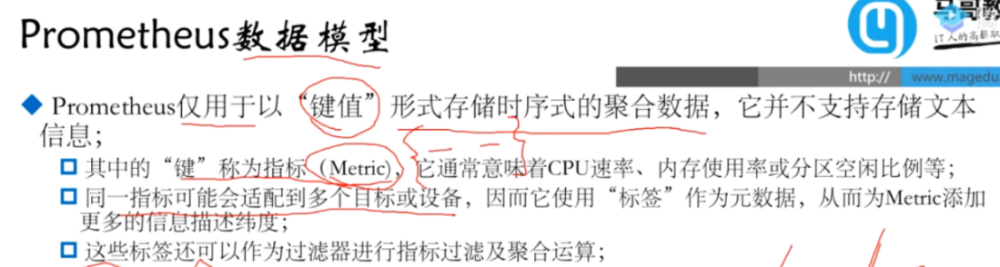 Prometheus数据模型
IT人的高薪职
http:// www.magedu
Prometheus仅用于以“键值”形式存储时序式的聚合数据，它并不支持存储文本
信息；
其中的“键”称为指标（Metric），它通常意味着CPU速率、内存使用率或分区空闲比例等；
同一指标可能会适配到多个目标或设备，因而它使用“标签”作为元数据，从而为Metric添加
更多的信息描述纬度；
这些标签还可以作为过滤器进行指标过滤及聚合运算；